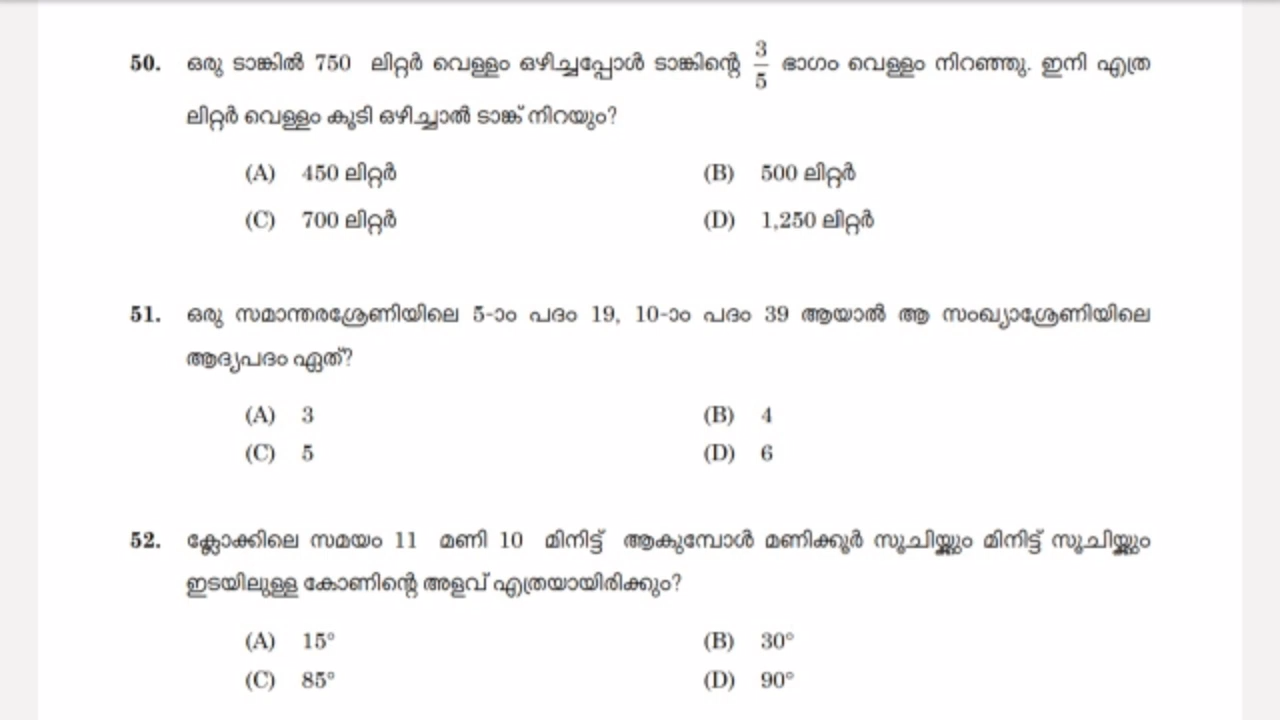 50. ഒരു ടാങ്കിൽ 750 ലിറ്റർ വെള്ളം ഒഴിച്ചപ്പോൾ ടാങ്കിന്റെ 3/5 ഭാഗം വെള്ളം നിറഞ്ഞു. ഇനി എത്ര
ലിറ്റർ വെള്ളം കൂടി ഒഴിച്ചാൽ ടാങ്ക് നിറയും?
(A) 450 ലിറ്റർ (B) 500 ലിറ്റർ
(C) 700 ലിറ്റർ (D) 1,250 ലിറ്റർ
51. ഒരു സമാന്തരശ്രേണിയിലെ 5-ാം പദം 19, 10-ാം പദം 39 ആയാൽ ആ സംഖ്യാശ്രേണിയിലെ
ആദ്യപദം ഏത്?
(A) 3 (B) 4
(C) 5 (D) 6
52. ക്ലോക്കിലെ സമയം 11 മണി 10 മിനിട്ട് ആകുമ്പോൾ മണിക്കൂർ സൂചിയ്ക്കും മിനിട്ട് സൂചിയ്ക്കും
ഇടയിലുള്ള കോണിന്റെ അളവ് എത്രയായിരിക്കും?
(A) 15° (B) 30°
(C) 85° (D) 90°